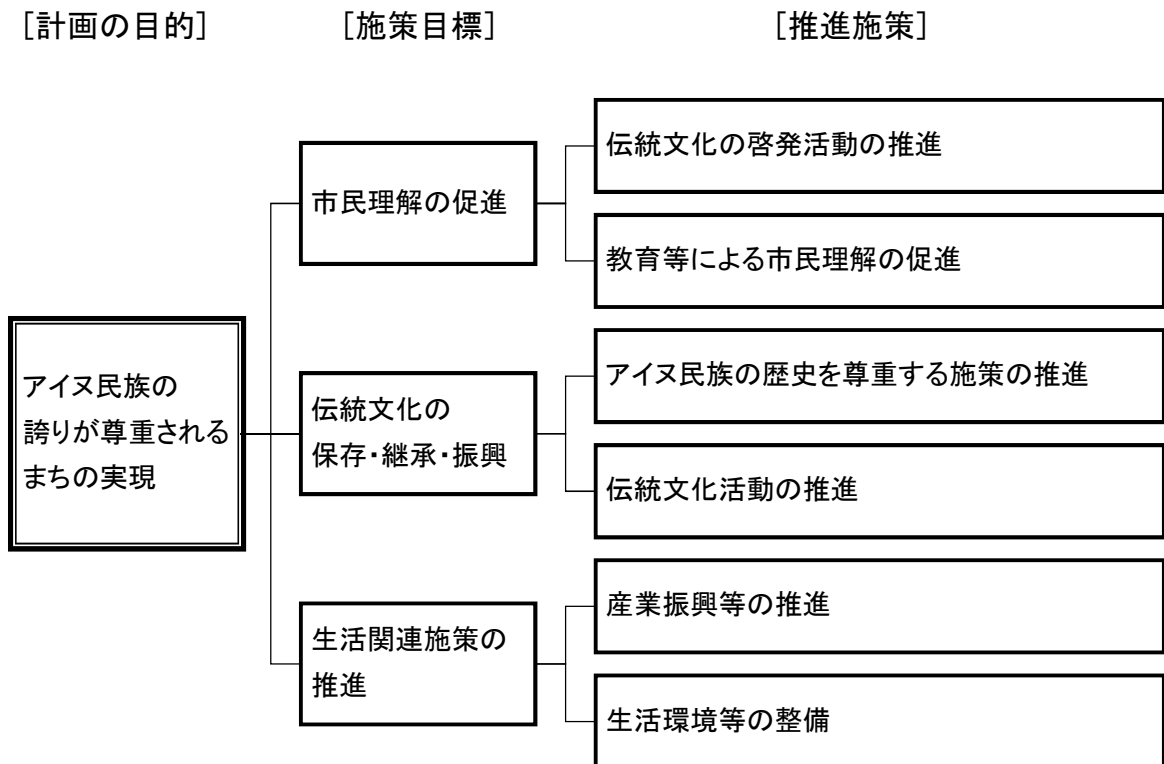 [計画の目的]
[施策目標]
[推進施策]
アイヌ民族の
誇りが尊重される
まちの実現
市民理解の促進
伝統文化の啓発活動の推進
教育等による市民理解の促進
伝統文化の
保存・継承・振興
アイヌ民族の歴史を尊重する施策の推進
伝統文化活動の推進
生活関連施策の
推進
産業振興等の推進
生活環境等の整備